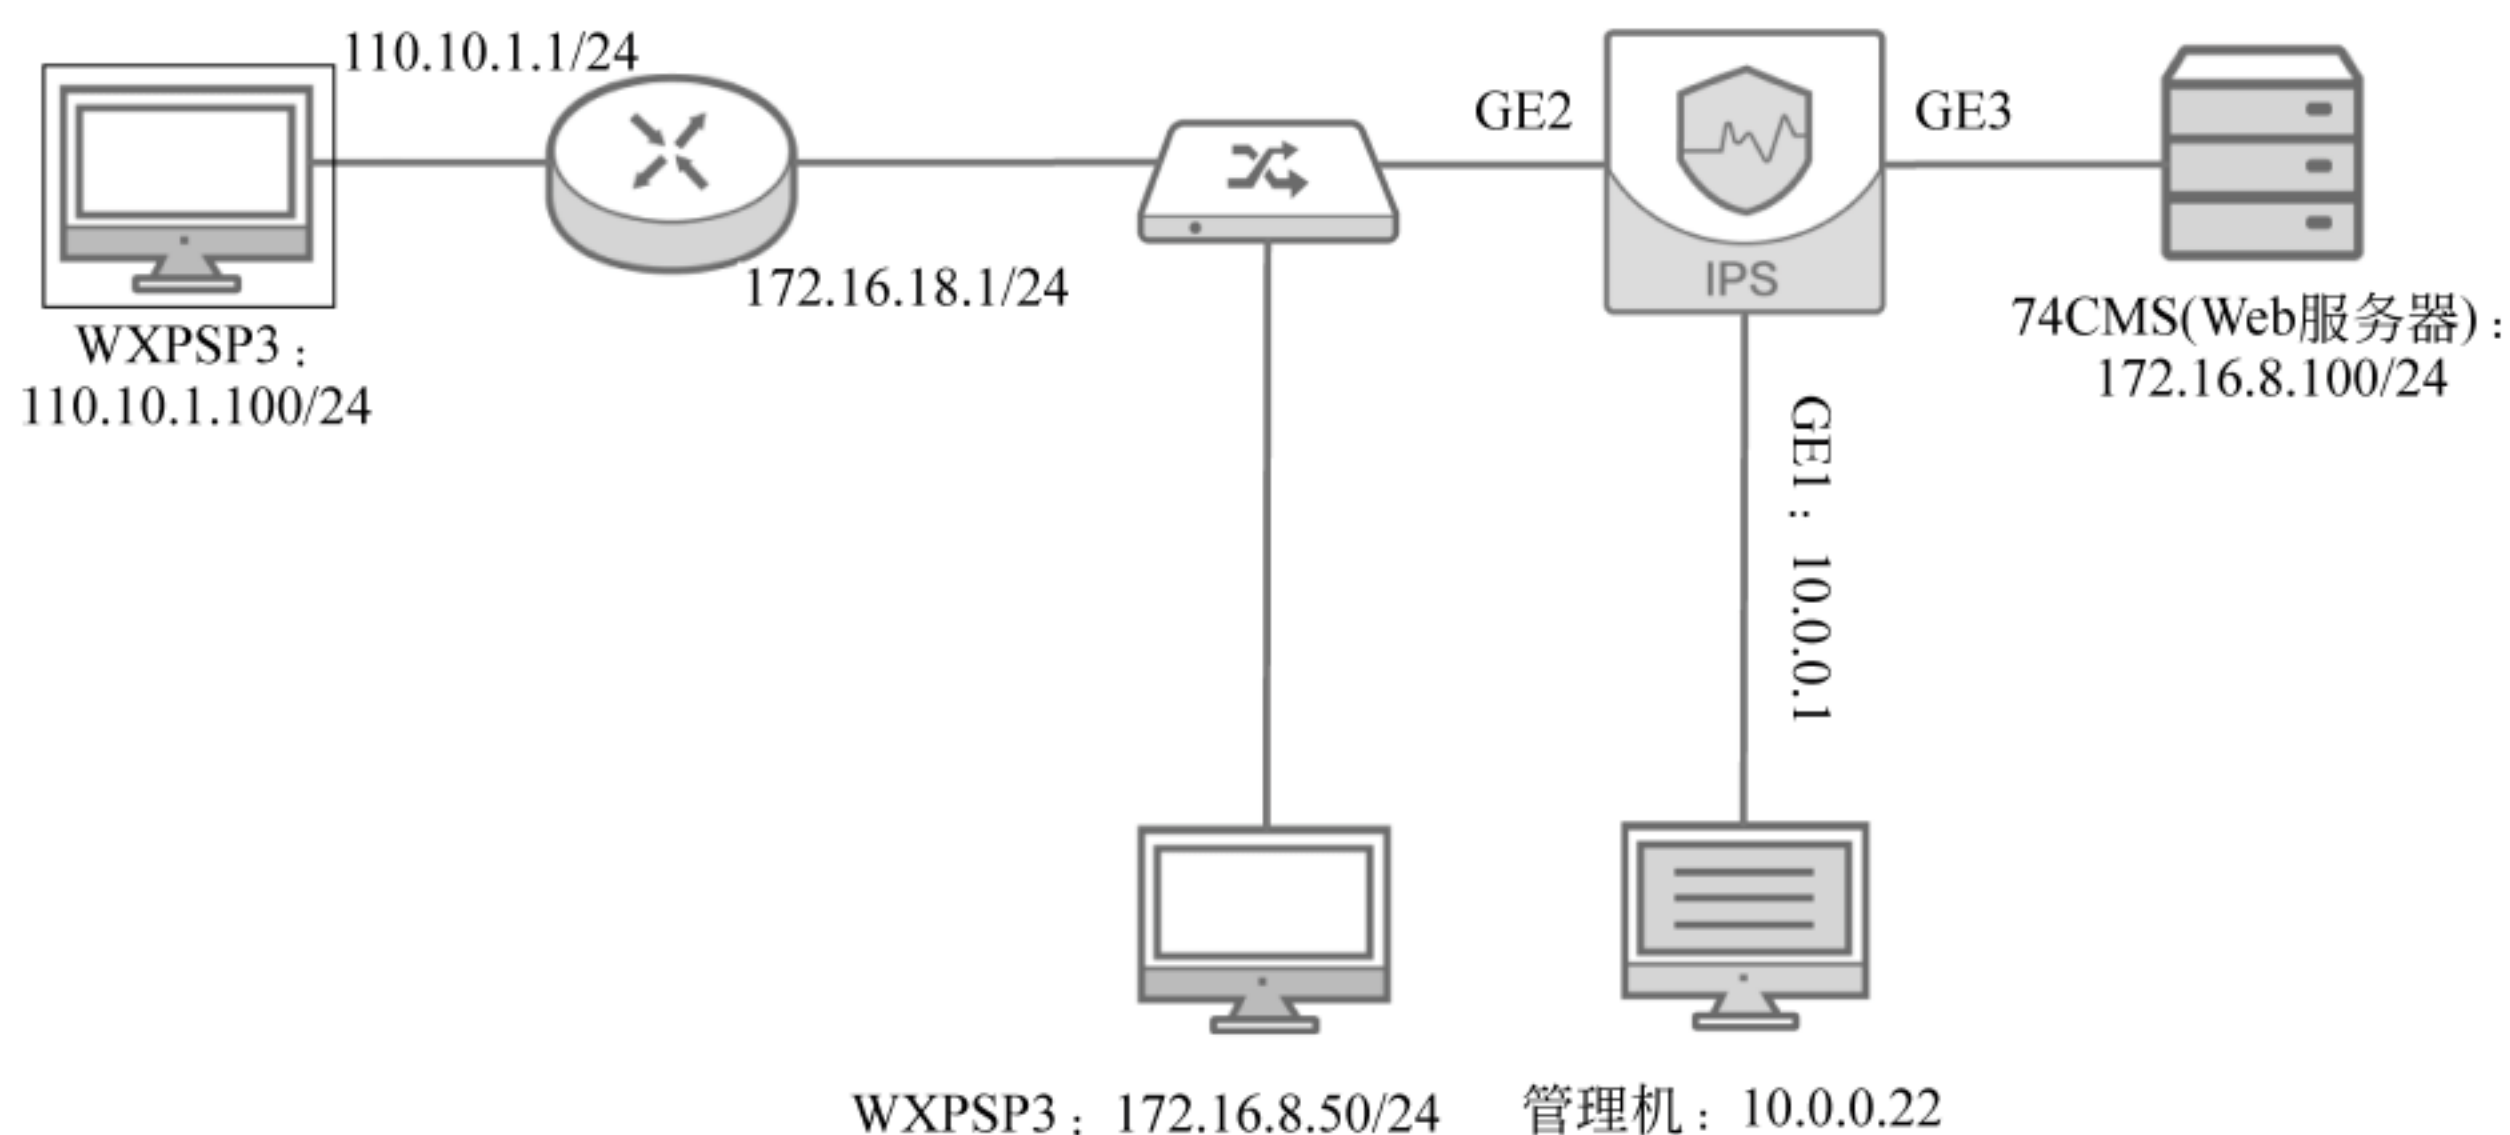 110.10.1.1/24
GE2
GE3
IPS
172.16.18.1/24
WXPSP3：
110.10.1.100/24
74CMS(Web服务器)：
172.16.8.100/24
GE1：10.0.0.1
WXPSP3：172.16.8.50/24
管理机：10.0.0.22